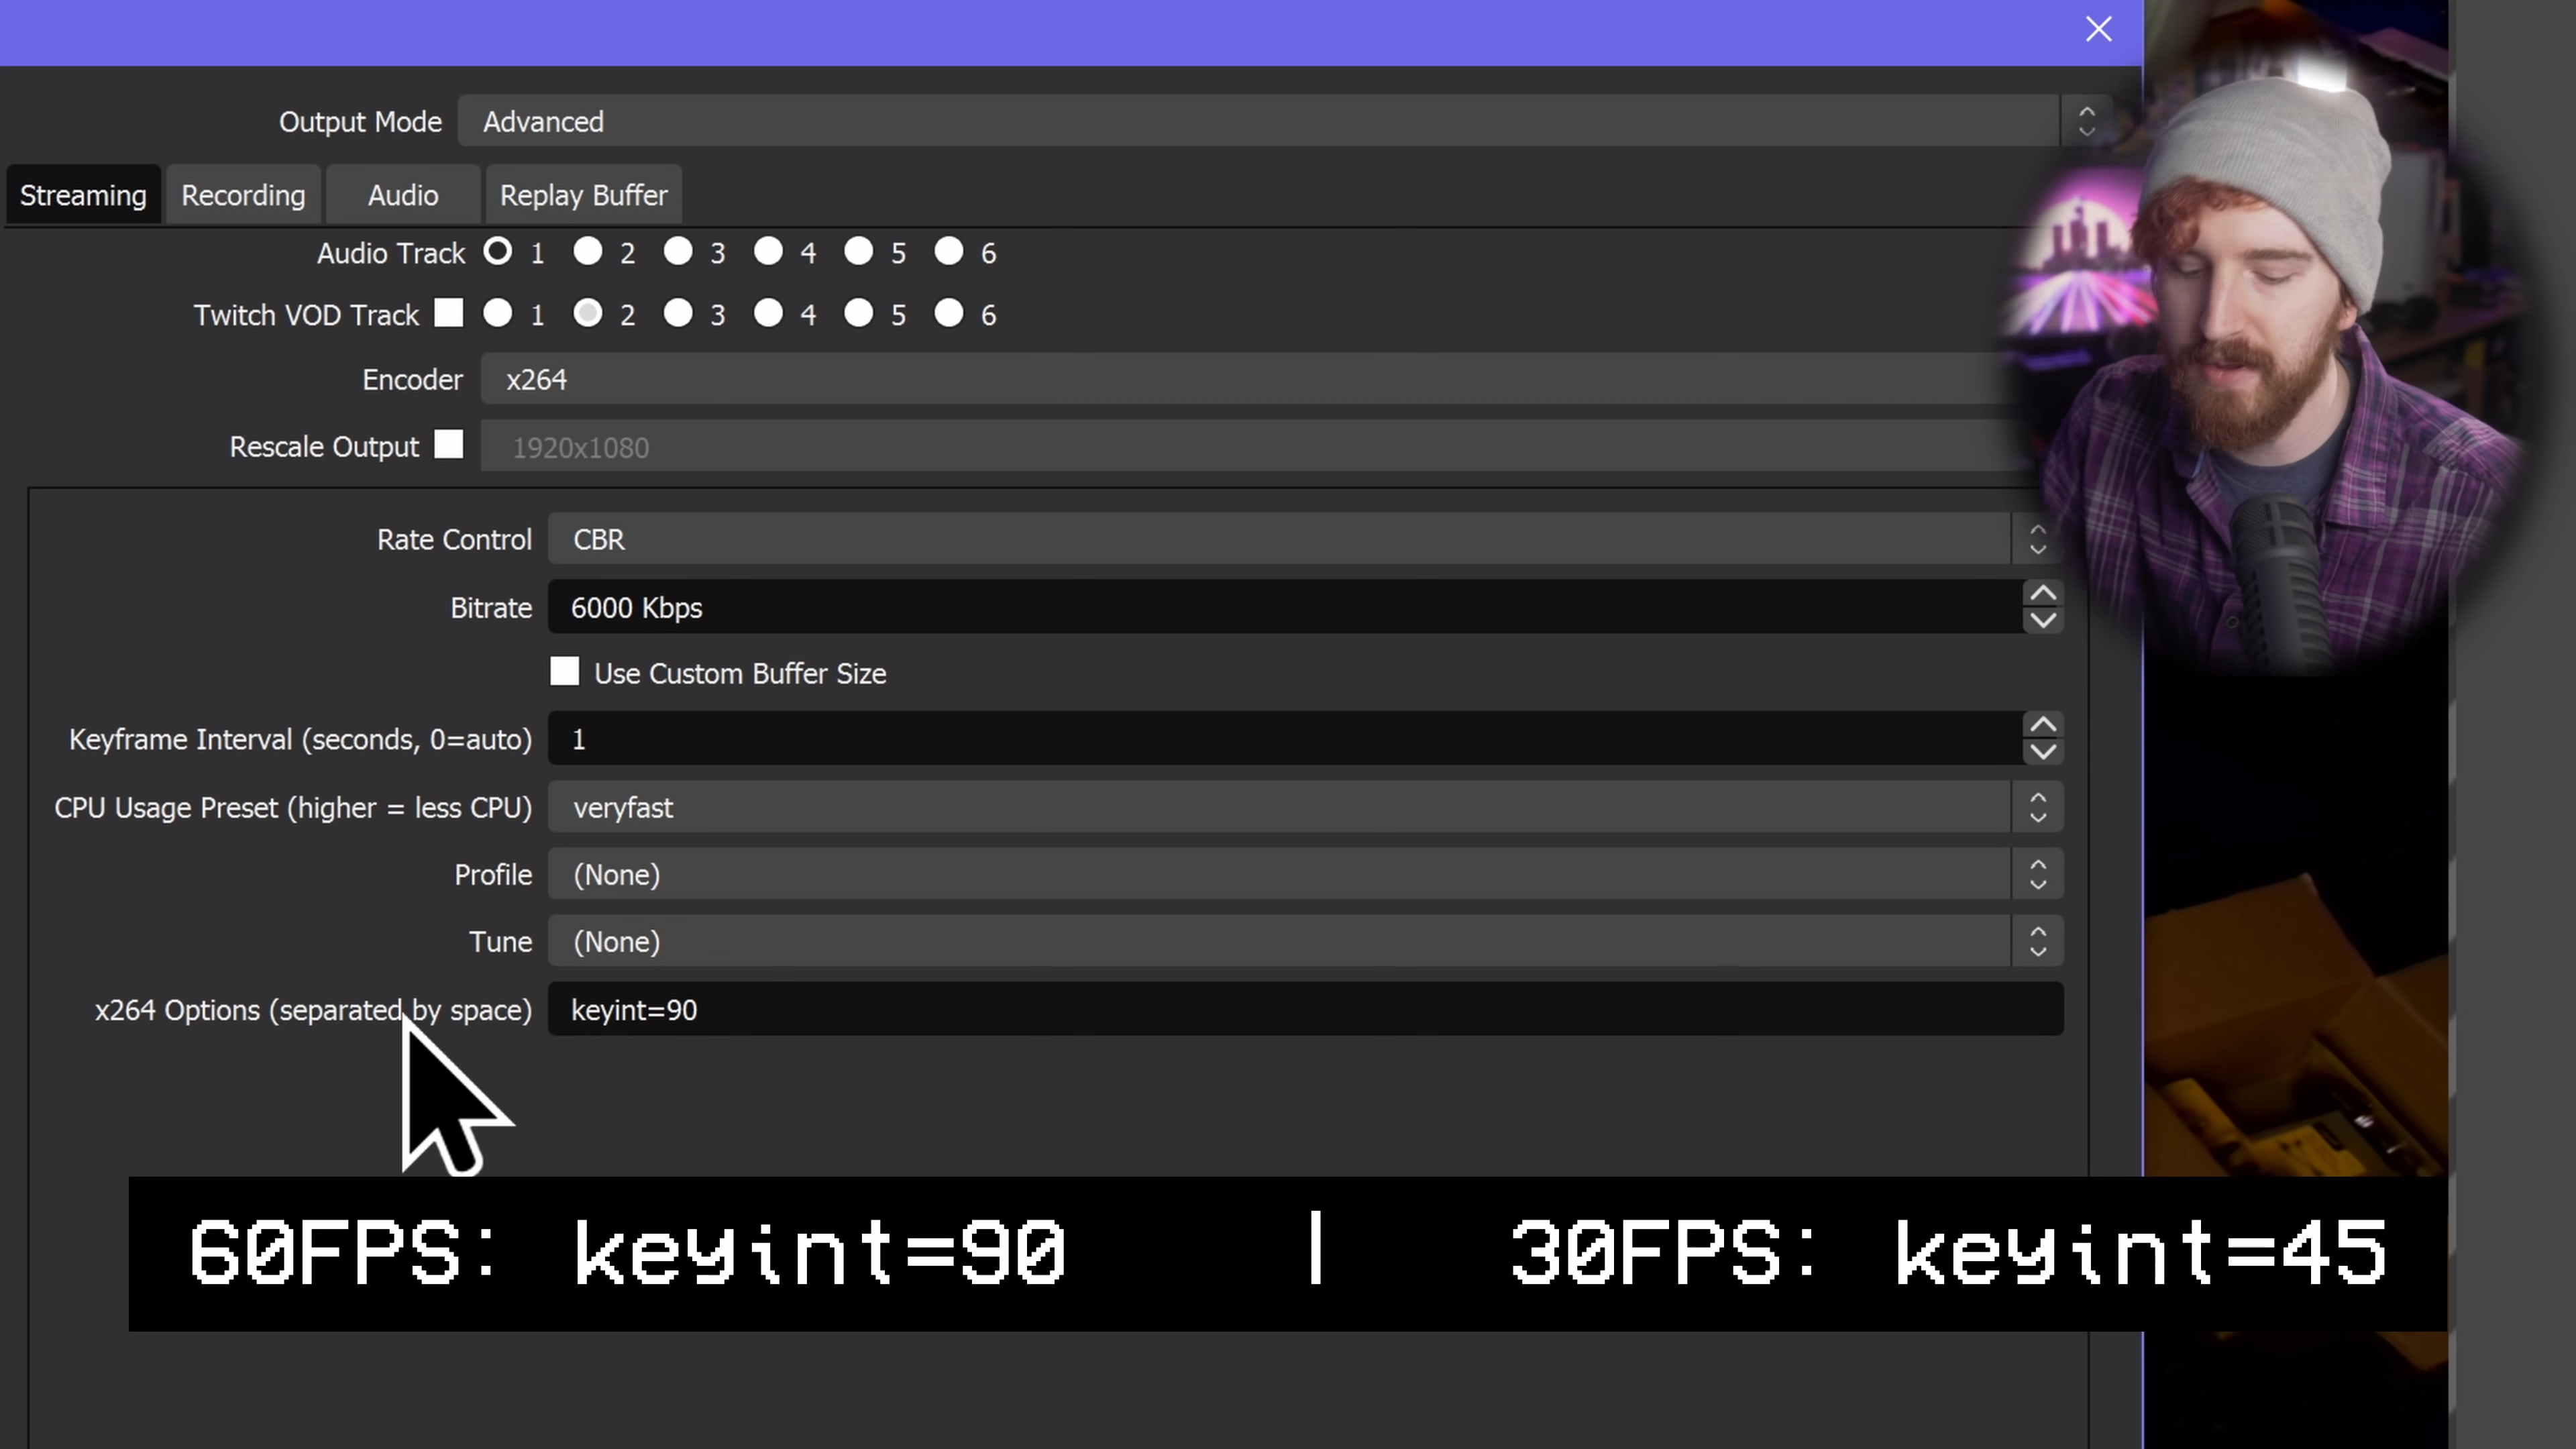 Output Mode Advanced
Streaming Recording Audio Replay Buffer
Audio Track 1 2 3 4 5 6
Twitch VOD Track 1 2 3 4 5 6
Encoder x264
Rescale Output 1920x1080
Rate Control CBR
Bitrate 6000 Kbps
Use Custom Buffer Size
Keyframe Interval (seconds, 0=auto) 1
CPU Usage Preset (higher = less CPU) veryfast
Profile (None)
Tune (None)
x264 Options (separated by space) keyint=90
60FPS: keyint=90 | 30FPS: keyint=45